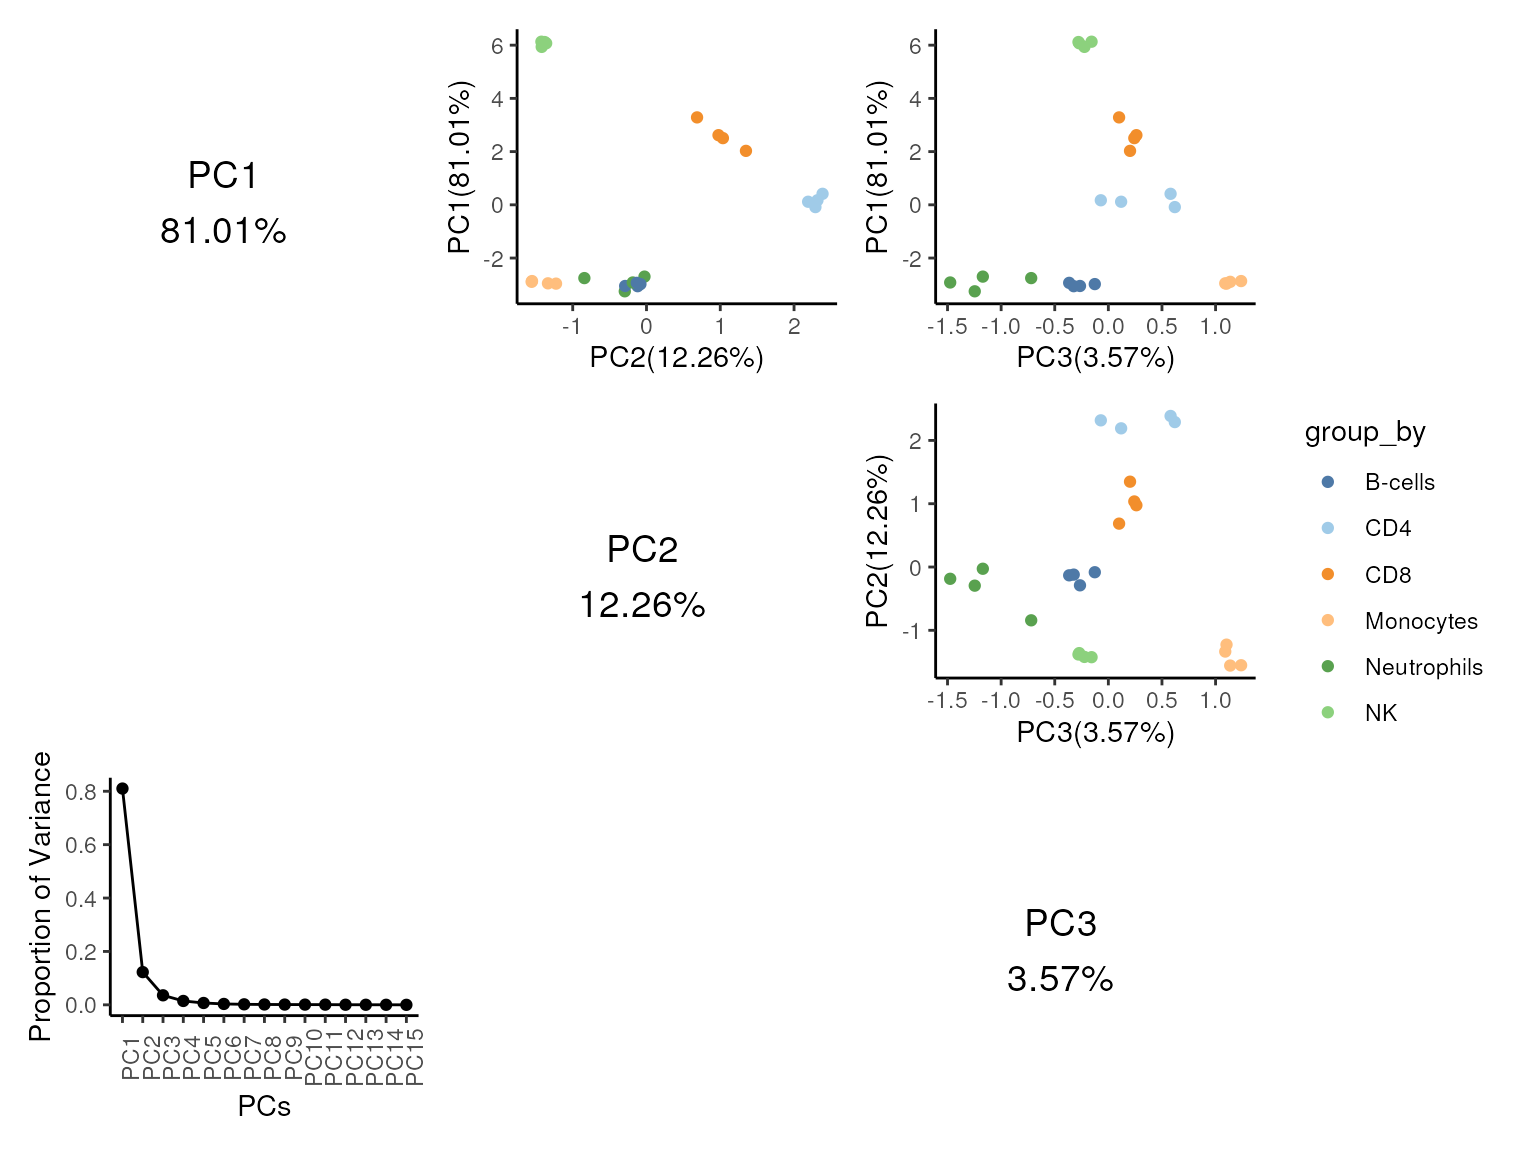 PC1
81.01%
PC1(81.01%)
6
4
2
0
-2
-1
0
1
2
PC2(12.26%)
PC1(81.01%)
6
4
2
0
-2
-1.5 -1.0 -0.5 0.0 0.5 1.0
PC3(3.57%)
PC2
12.26%
PC2(12.26%)
2
1
0
-1
-1.5 -1.0 -0.5 0.0 0.5 1.0
PC3(3.57%)
group_by
B-cells
CD4
CD8
Monocytes
Neutrophils
NK
Proportion of Variance
0.8
0.6
0.4
0.2
0.0
PC1
PC2
PC3
PC4
PC5
PC6
PC7
PC8
PC9
PC10
PC11
PC12
PC13
PC14
PC15
PCs
PC3
3.57%